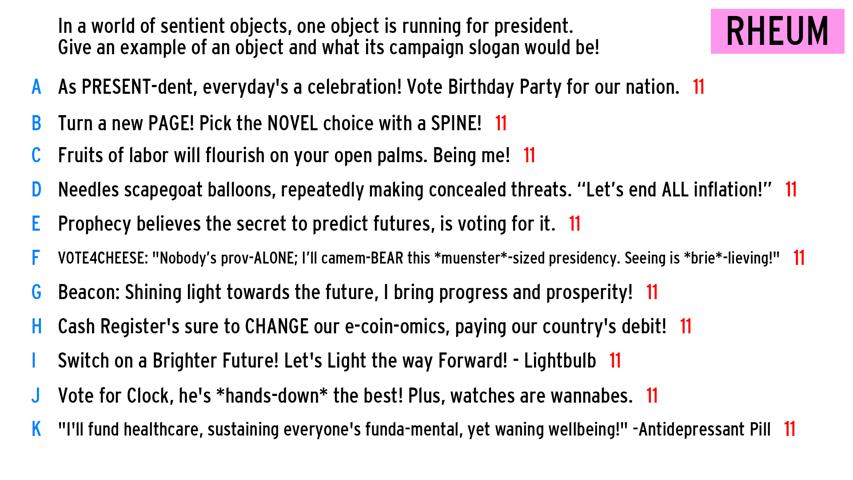 In a world of sentient objects, one object is running for president.
Give an example of an object and what its campaign slogan would be!
RHEUM
A As PRESENT-dent, everyday's a celebration! Vote Birthday Party for our nation. 11
B Turn a new PAGE! Pick the NOVEL choice with a SPINE! 11
C Fruits of labor will flourish on your open palms. Being me! 11
D Needles scapegoat balloons, repeatedly making concealed threats. “Let’s end ALL inflation!” 11
E Prophecy believes the secret to predict futures, is voting for it. 11
F VOTE4CHEESE: "Nobody’s prov-ALONE; I’ll camem-BEAR this *muenster*-sized presidency. Seeing is *brie*-lieving!" 11
G Beacon: Shining light towards the future, I bring progress and prosperity! 11
H Cash Register's sure to CHANGE our e-coin-omics, paying our country's debit! 11
I Switch on a Brighter Future! Let's Light the way Forward! - Lightbulb 11
J Vote for Clock, he's *hands-down* the best! Plus, watches are wannabes. 11
K "I'll fund healthcare, sustaining everyone's funda-mental, yet waning wellbeing!" -Antidepressant Pill 11